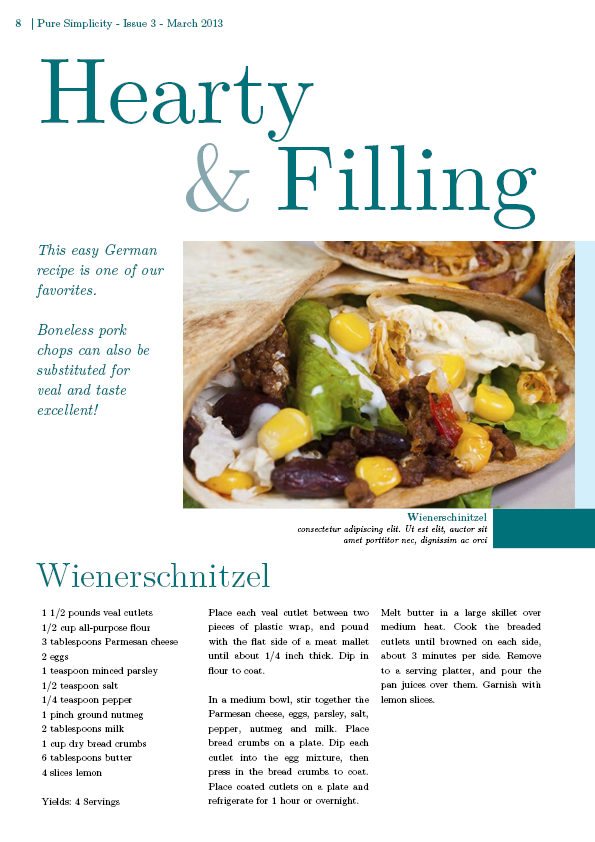 8 | Pure Simplicity - Issue 3 - March 2013
Hearty
& Filling
This easy German
recipe is one of our
favorites.
Boneless pork
chops can also be
substituted for
veal and taste
excellent!
Wienerschinitzel
consectetur adipiscing elit. Ut est elit, auctor sit
amet porttitor nec, dignissim ac orci
Wienerschnitzel
1 1/2 pounds veal cutlets
1/2 cup all-purpose flour
3 tablespoons Parmesan cheese
2 eggs
1 teaspoon minced parsley
1/2 teaspoon salt
1/4 teaspoon pepper
1 pinch ground nutmeg
2 tablespoons milk
1 cup dry bread crumbs
6 tablespoons butter
4 slices lemon
Yields: 4 Servings
Place each veal cutlet between two
pieces of plastic wrap, and pound
with the flat side of a meat mallet
until about 1/4 inch thick. Dip in
flour to coat.
In a medium bowl, stir together the
Parmesan cheese, eggs, parsley, salt,
pepper, nutmeg and milk. Place
bread crumbs on a plate. Dip each
cutlet into the egg mixture, then
press in the bread crumbs to coat.
Place coated cutlets on a plate and
refrigerate for 1 hour or overnight.
Melt butter in a large skillet over
medium heat. Cook the breaded
cutlets until browned on each side,
about 3 minutes per side. Remove
to a serving platter, and pour the
pan juices over them. Garnish with
lemon slices.